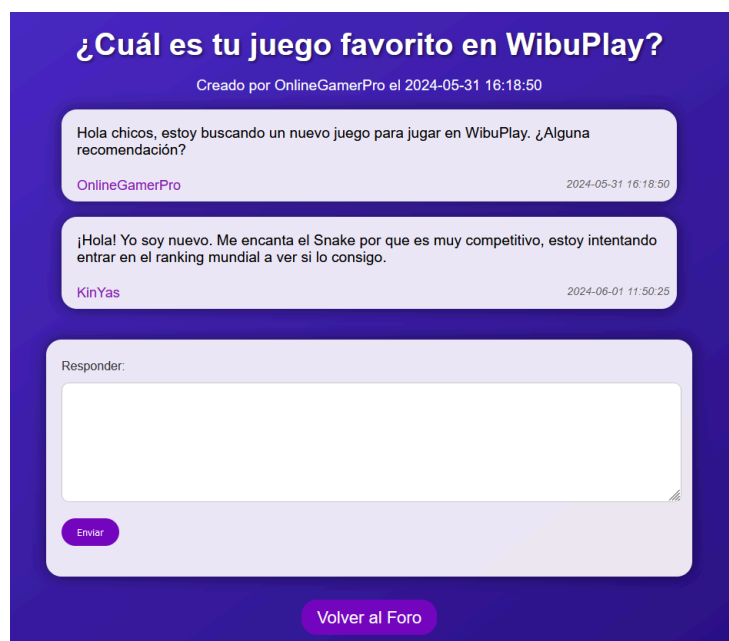 ¿Cuál es tu juego favorito en WibuPlay?
Creado por OnlineGamerPro el 2024-05-31 16:18:50
Hola chicos, estoy buscando un nuevo juego para jugar en WibuPlay. ¿Alguna
recomendación?
OnlineGamerPro 2024-05-31 16:18:50
¡Hola! Yo soy nuevo. Me encanta el Snake por que es muy competitivo, estoy intentando
entrar en el ranking mundial a ver si lo consigo.
KinYas 2024-06-01 11:50:25
Responder:
Enviar
Volver al Foro